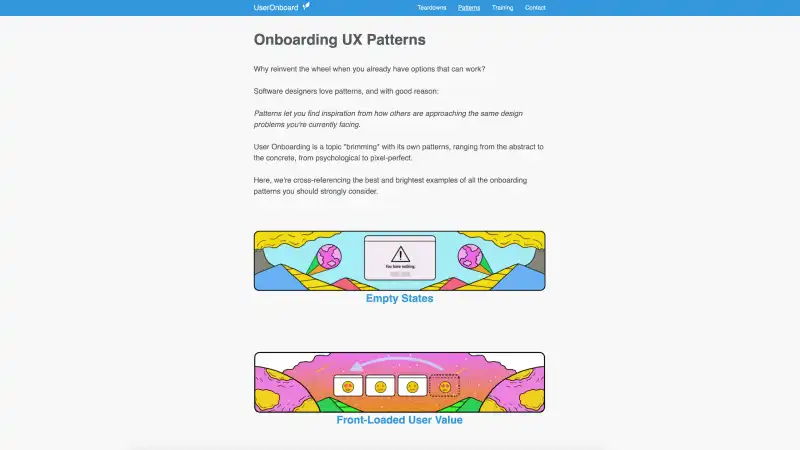 UserOnboard
Teardowns Patterns Training Contact
Onboarding UX Patterns
Why reinvent the wheel when you already have options that can work?
Software designers love patterns, and with good reason:
Patterns let you find inspiration from how others are approaching the same design
problems you're currently facing.
User Onboarding is a topic *brimming* with its own patterns, ranging from the abstract to
the concrete, from psychological to pixel-perfect.
Here, we're cross-referencing the best and brightest examples of all the onboarding
patterns you should strongly consider.
You have nothing.
Empty States
Front-Loaded User Value